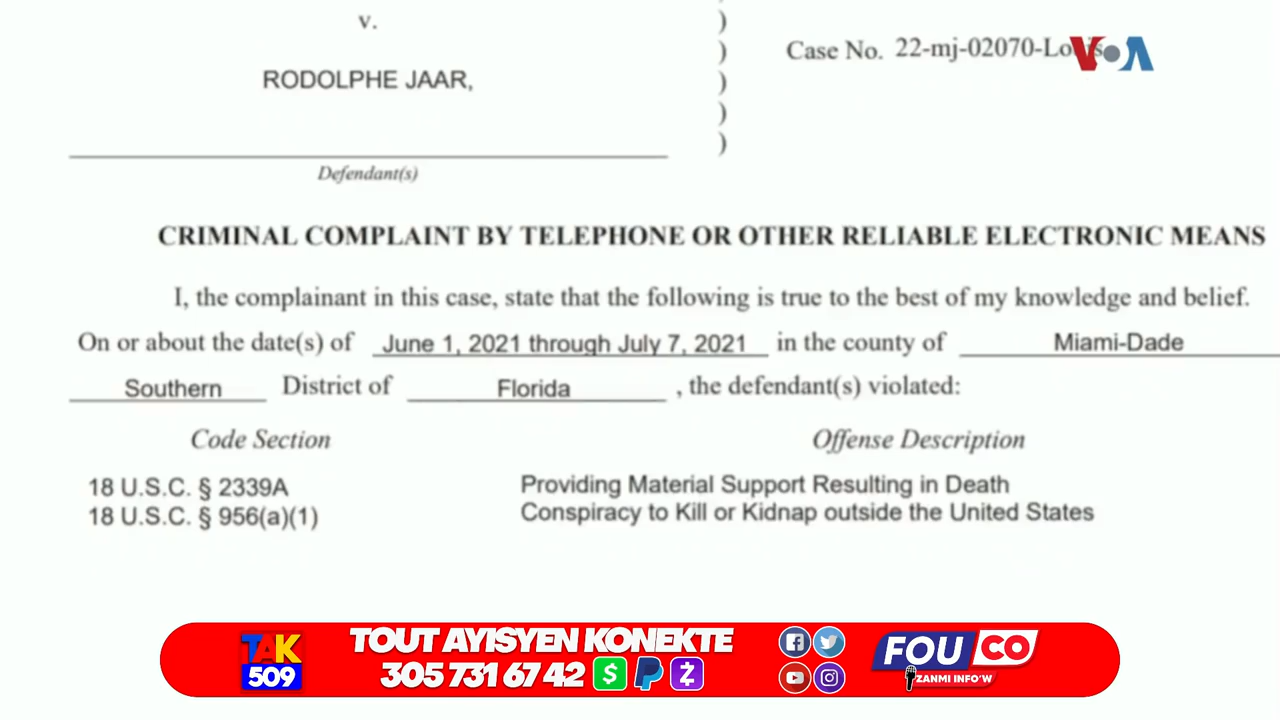 v.
)
)
)
)
)
RODOLPHE JAAR,
Case No. 22-mj-02070-Lo
VOA
Defendant(s)
CRIMINAL COMPLAINT BY TELEPHONE OR OTHER RELIABLE ELECTRONIC MEANS
I, the complainant in this case, state that the following is true to the best of my knowledge and belief.
On or about the date(s) of June 1, 2021 through July 7, 2021 in the county of Miami-Dade
Southern District of Florida , the defendant(s) violated:
Code Section Offense Description
18 U.S.C. § 2339A Providing Material Support Resulting in Death
18 U.S.C. § 956(a)(1) Conspiracy to Kill or Kidnap outside the United States
TAK
509
TOUT AYISYEN KONEKTE
305 731 67 42
FOU CO
ZANMI INFO'W